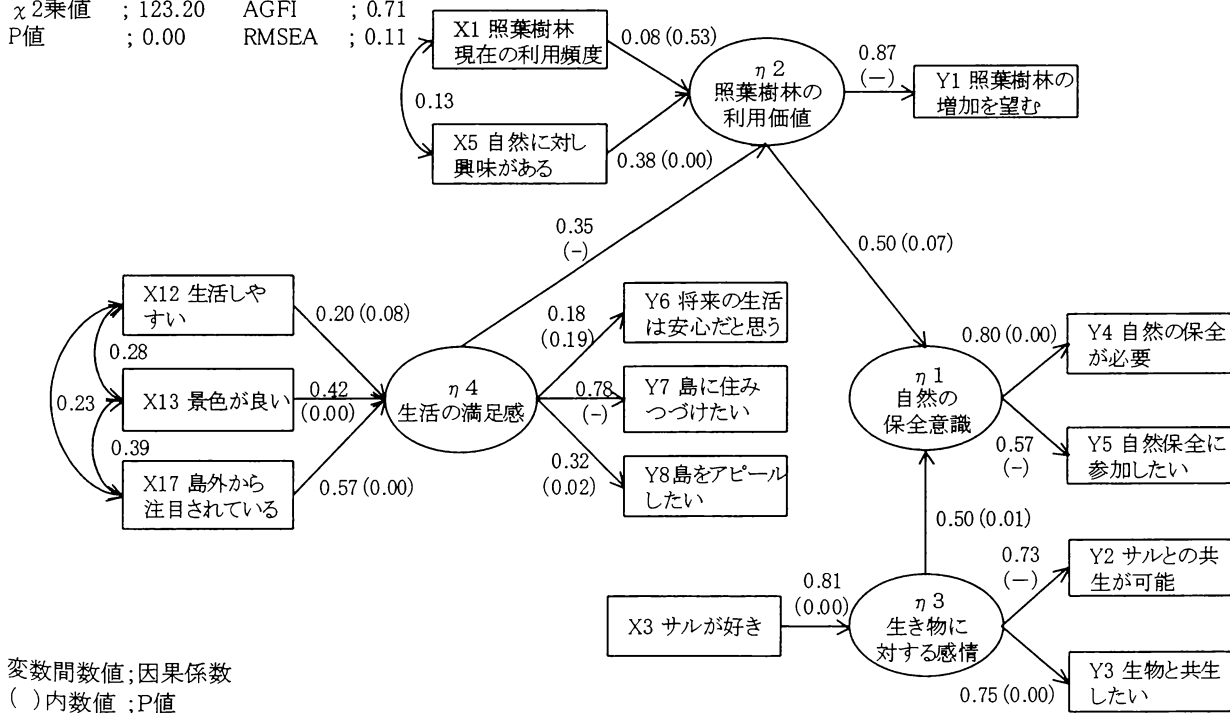 χ2乗値 ; 123.20 AGFI ; 0.71
P値 ; 0.00 RMSEA ; 0.11
X1 照葉樹林
現在の利用頻度
0.08 (0.53)
0.13
X5 自然に対し
興味がある
0.38 (0.00)
η2
照葉樹林の
利用価値
0.87
(−)
Y1 照葉樹林の
増加を望む
0.35
(−)
0.50 (0.07)
X12 生活しや
すい
0.20 (0.08)
0.28
0.23
X13 景色が良い
0.42
(0.00)
0.39
X17 島外から
注目されている
0.57 (0.00)
η4
生活の満足感
0.18
(0.19)
Y6 将来の生活
は安心だと思う
0.78
(−)
Y7 島に住み
つづけたい
0.32
(0.02)
Y8島をアピール
したい
η1
自然の
保全意識
0.80 (0.00)
Y4 自然の保全
が必要
0.57
(−)
Y5 自然保全に
参加したい
0.50 (0.01)
X3 サルが好き
0.81
(0.00)
η3
生き物に
対する感情
0.73
(−)
Y2 サルとの共
生が可能
0.75 (0.00)
Y3 生物と共生
したい
変数間数値;因果係数
( )内数値 ;P値